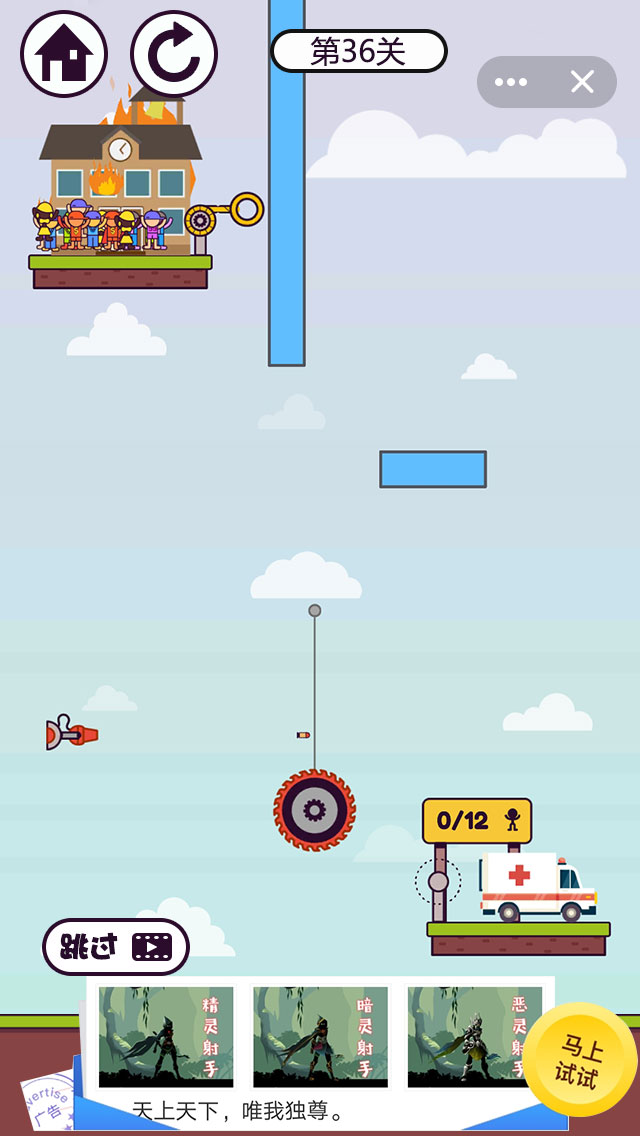 第36关
0/12
跳过
精灵射手
暗灵射手
恶灵射手
马上
试试
天上天下，唯我独尊。
vertise
广告